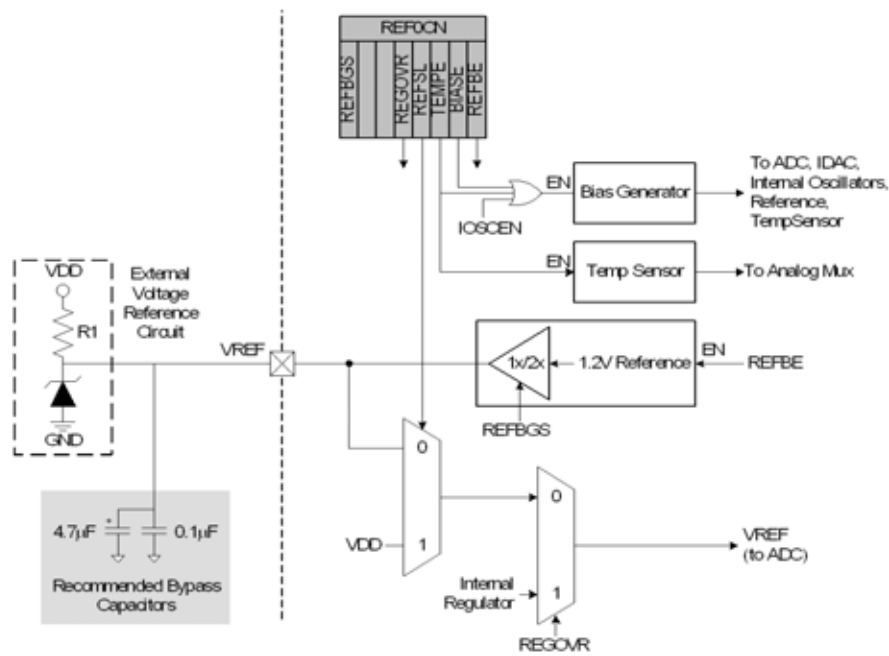 REF0CN
REFBGS
REGOVR
REFSL
TEMPE
BIASE
REFBE
IOSCEN
EN
Bias Generator
To ADC, IDAC,
Internal Oscillators,
Reference,
TempSensor
EN
Temp Sensor
To Analog Mux
VDD
R1
GND
External
Voltage
Reference
Circuit
VREF
1x/2x
1.2V Reference
EN
REFBE
REFBGS
0
1
VDD
0
1
Internal
Regulator
REGOVR
VREF
(to ADC)
4.7μF
+
0.1μF
Recommended Bypass
Capacitors